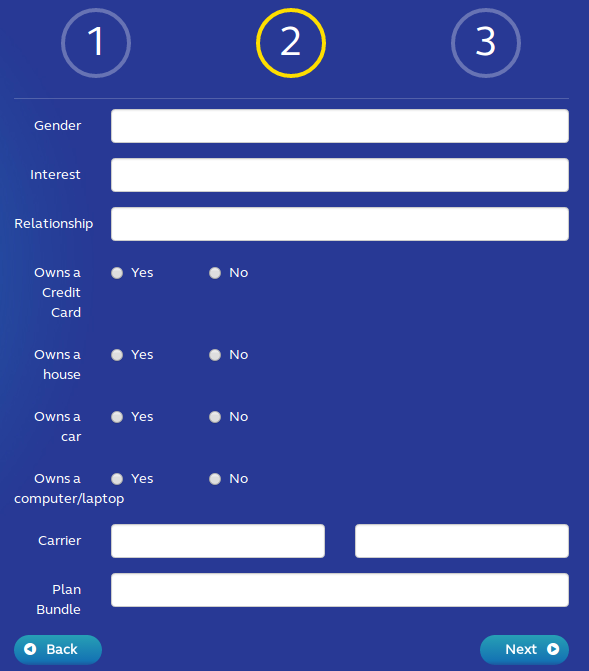 1 2 3
Gender
Interest
Relationship
Owns a Yes No
Credit
Card
Owns a Yes No
house
Owns a Yes No
car
Owns a Yes No
computer/laptop
Carrier
Plan
Bundle
Back Next